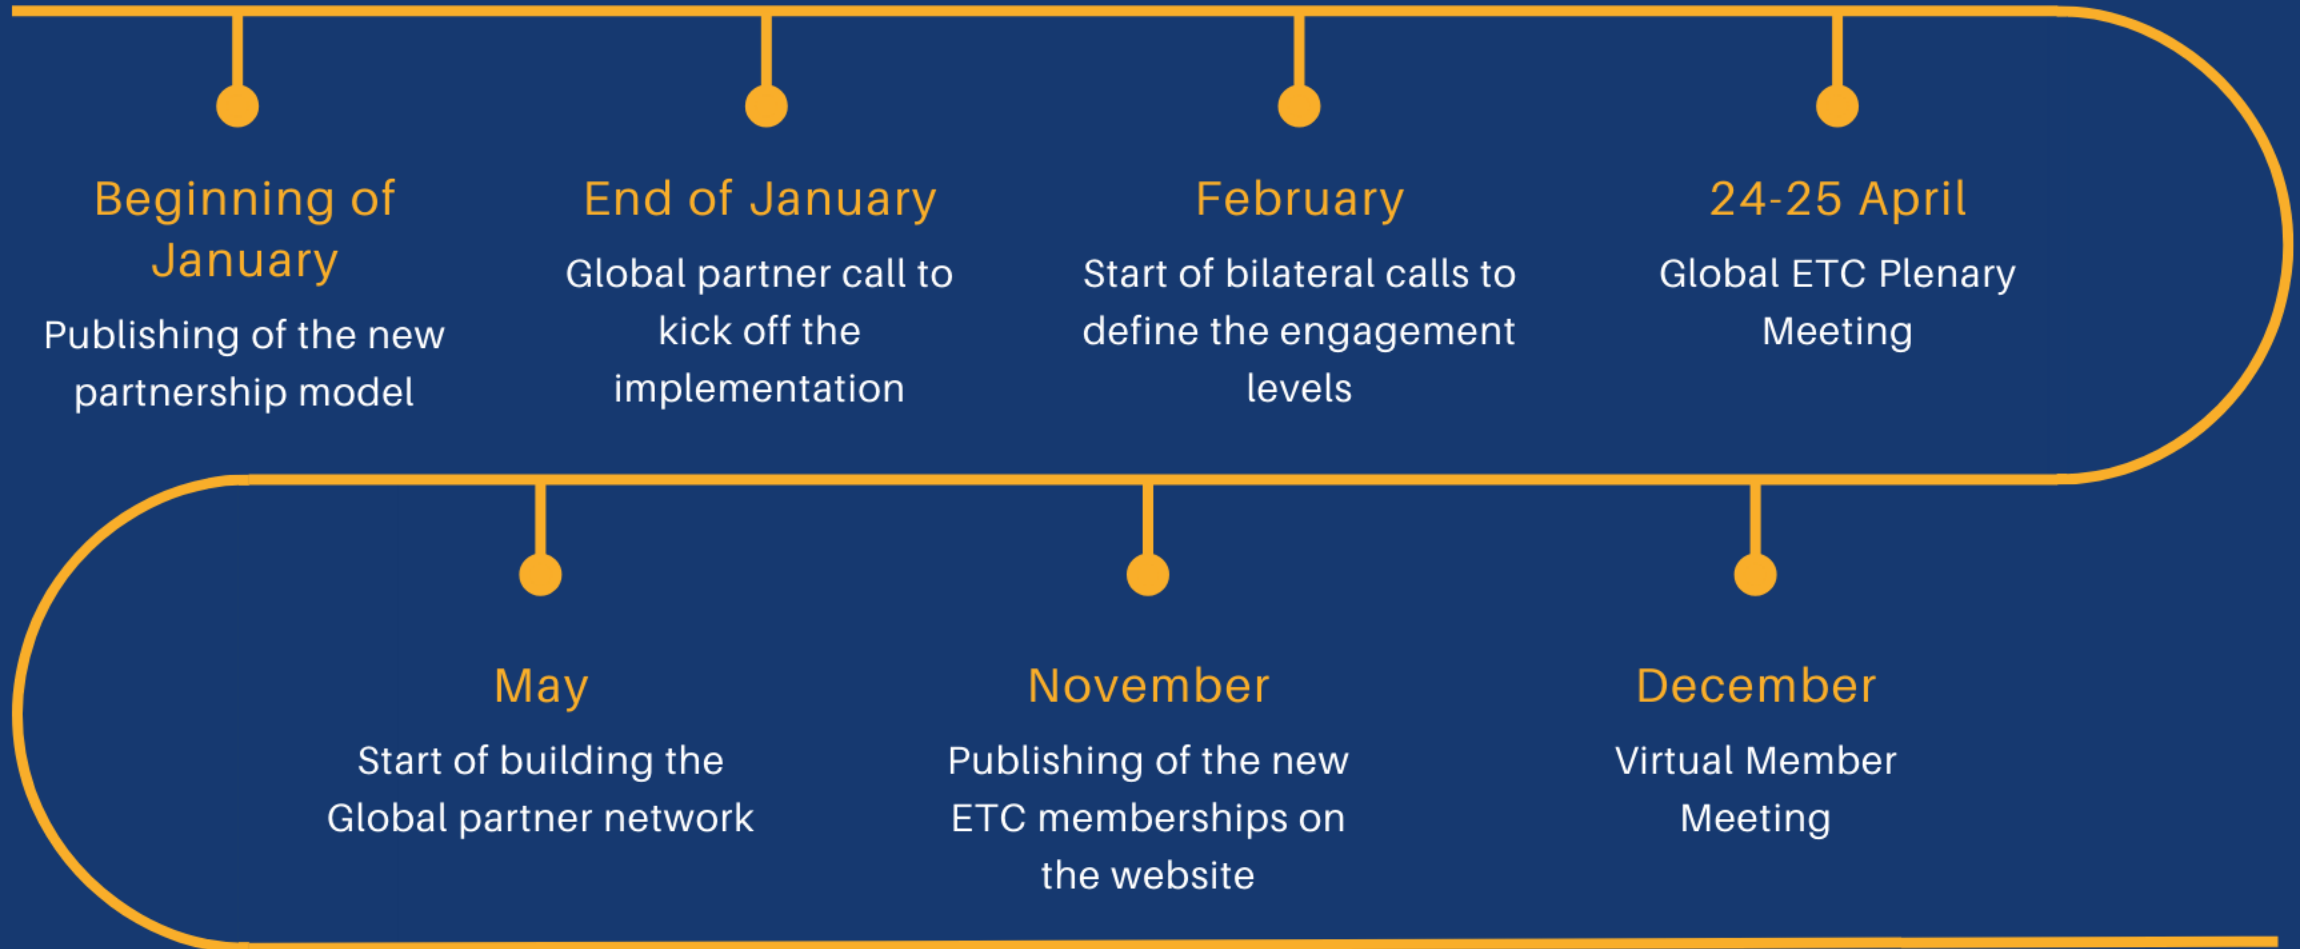 Beginning of
January
Publishing of the new
partnership model
End of January
Global partner call to
kick off the
implementation
February
Start of bilateral calls to
define the engagement
levels
24-25 April
Global ETC Plenary
Meeting
May
Start of building the
Global partner network
November
Publishing of the new
ETC memberships on
the website
December
Virtual Member
Meeting